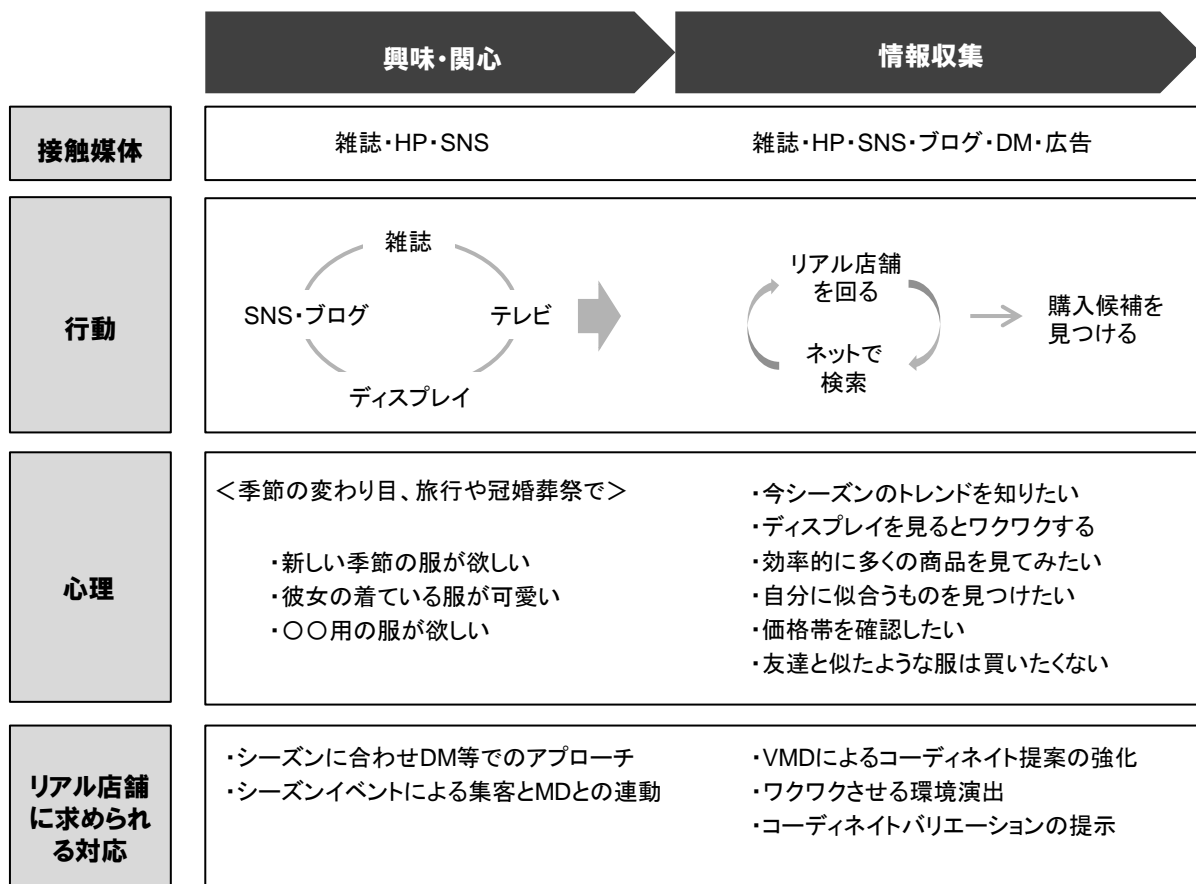 興味・関心
情報収集
接触媒体
雑誌・HP・SNS
雑誌・HP・SNS・ブログ・DM・広告
行動
雑誌
SNS・ブログ
テレビ
ディスプレイ
リアル店舗
を回る
ネットで
検索
購入候補を
見つける
心理
＜季節の変わり目、旅行や冠婚葬祭で＞
・新しい季節の服が欲しい
・彼女の着ている服が可愛い
・〇〇用の服が欲しい
・今シーズンのトレンドを知りたい
・ディスプレイを見るとワクワクする
・効率的に多くの商品を見てみたい
・自分に似合うものを見つけたい
・価格帯を確認したい
・友達と似たような服は買いたくない
リアル店舗
に求められ
る対応
・シーズンに合わせDM等でのアプローチ
・シーズンイベントによる集客とMDとの連動
・VMDによるコーディネイト提案の強化
・ワクワクさせる環境演出
・コーディネイトバリエーションの提示